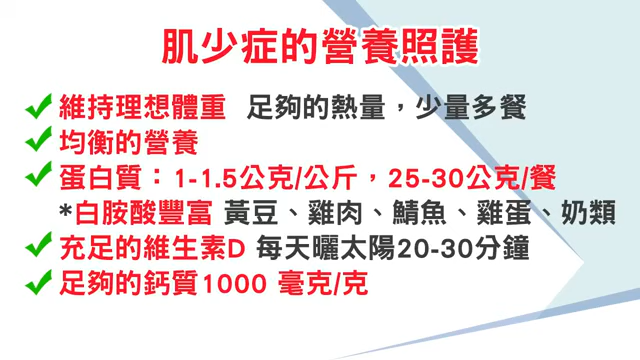 肌少症的營養照護
維持理想體重 足夠的熱量，少量多餐
均衡的營養
蛋白質：1-1.5公克/公斤，25-30公克/餐
*白胺酸豐富 黃豆、雞肉、鯖魚、雞蛋、奶類
充足的維生素D 每天曬太陽20-30分鐘
足夠的鈣質1000 毫克/克